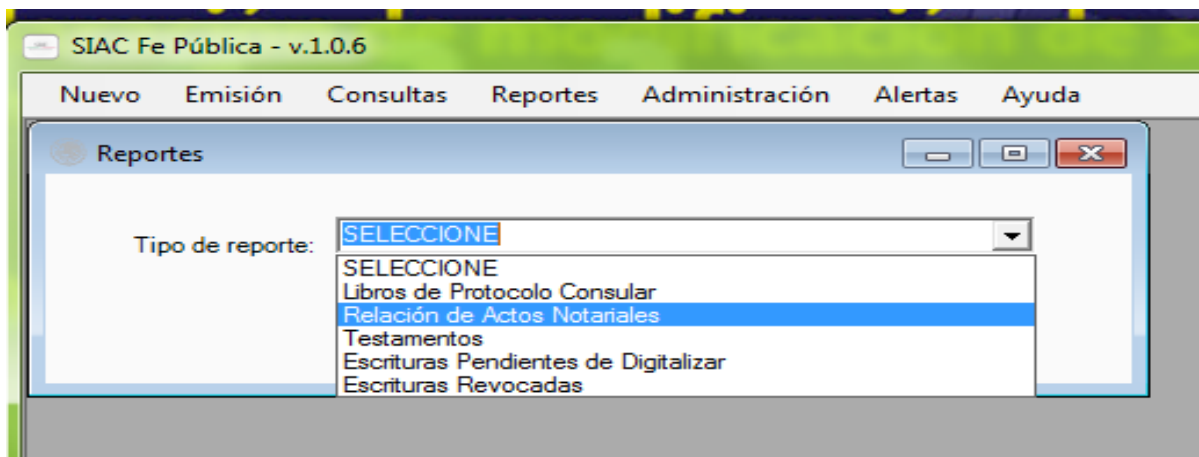 SIAC Fe Pública - v.1.0.6
Nuevo Emisión Consultas Reportes Administración Alertas Ayuda
Reportes
Tipo de reporte: SELECCIONE
SELECCIONE
Libros de Protocolo Consular
Relación de Actos Notariales
Testamentos
Escrituras Pendientes de Digitalizar
Escrituras Revocadas